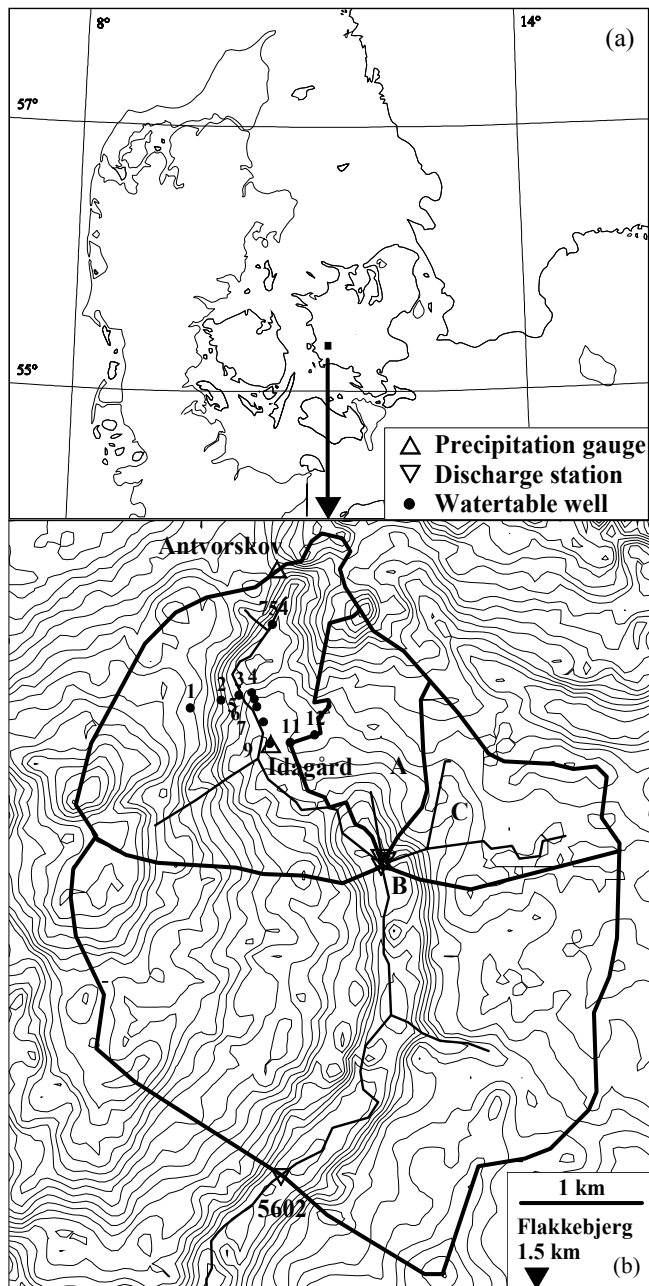 8°
14°
(a)
57°
55°
Precipitation gauge
Discharge station
Watertable well
Antvorskov
754
1
2
3
4
5
6
7
9
11
12
Idagård
A
C
B
5602
1 km
Flakkebjerg
1.5 km
(b)